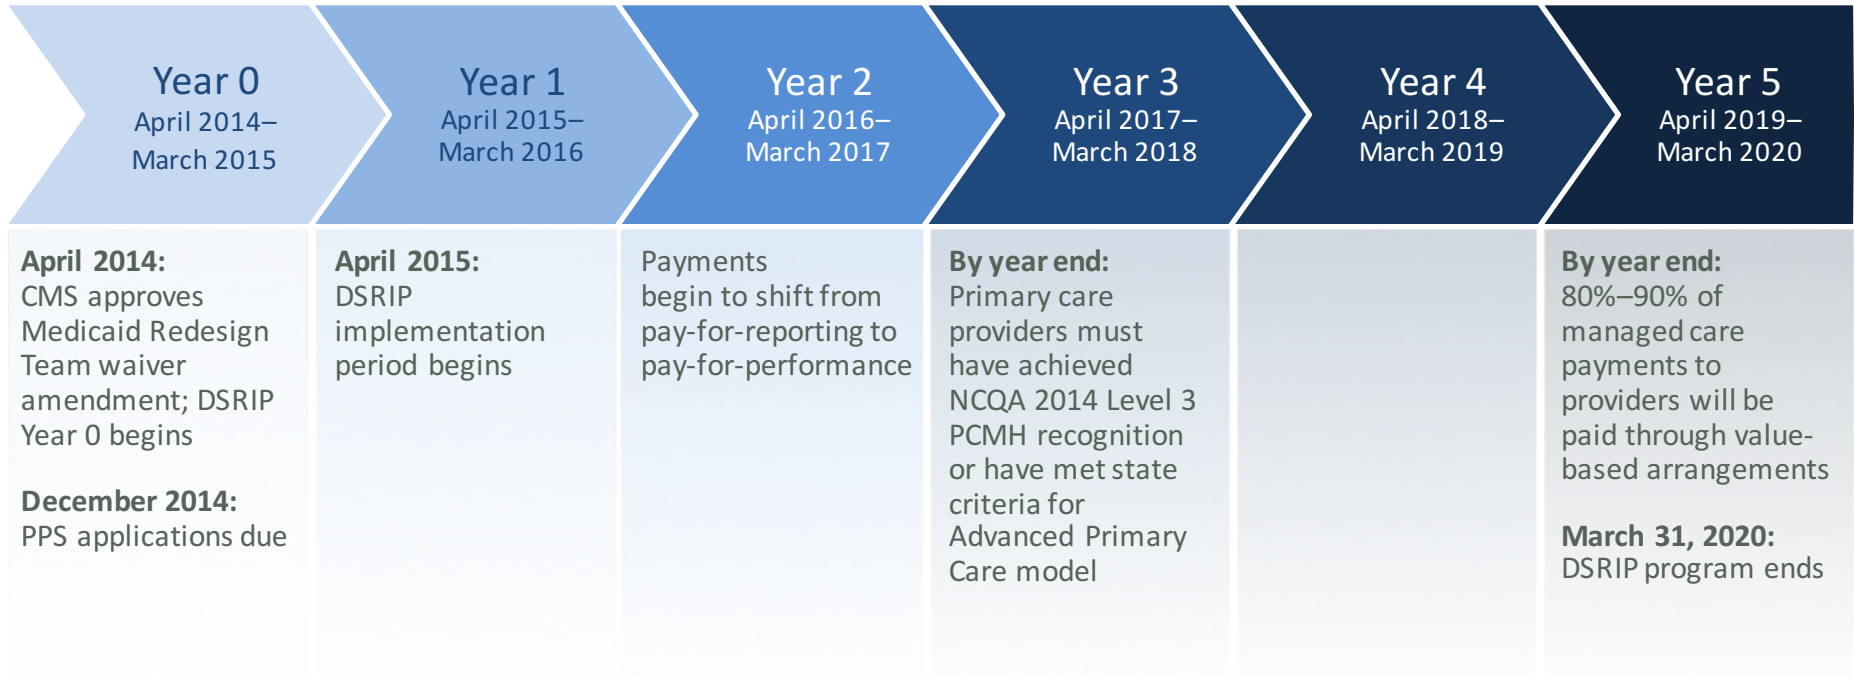 Year 0
April 2014–
March 2015
Year 1
April 2015–
March 2016
Year 2
April 2016–
March 2017
Year 3
April 2017–
March 2018
Year 4
April 2018–
March 2019
Year 5
April 2019–
March 2020
April 2014:
CMS approves
Medicaid Redesign
Team waiver
amendment; DSRIP
Year 0 begins
December 2014:
PPS applications due
April 2015:
DSRIP
implementation
period begins
Payments
begin to shift from
pay-for-reporting to
pay-for-performance
By year end:
Primary care
providers must
have achieved
NCQA 2014 Level 3
PCMH recognition
or have met state
criteria for
Advanced Primary
Care model
By year end:
80%–90% of
managed care
payments to
providers will be
paid through value-
based arrangements
March 31, 2020:
DSRIP program ends